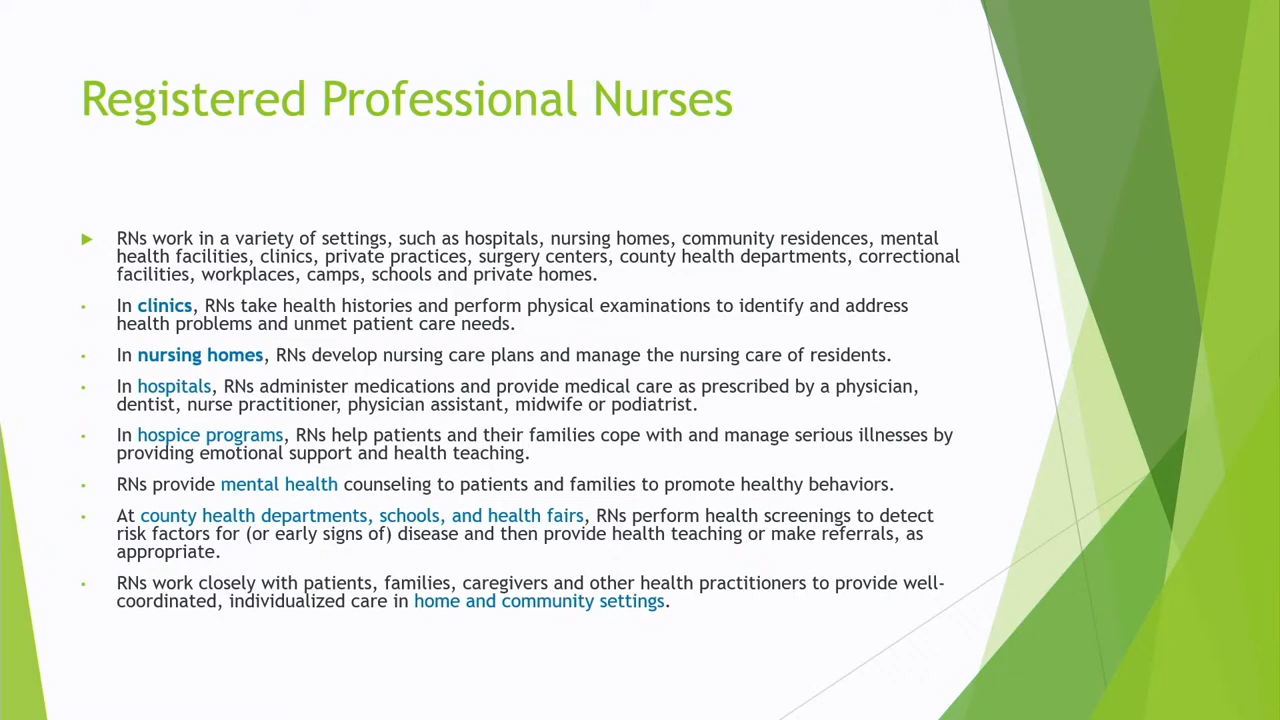 Registered Professional Nurses
RNs work in a variety of settings, such as hospitals, nursing homes, community residences, mental
health facilities, clinics, private practices, surgery centers, county health departments, correctional
facilities, workplaces, camps, schools and private homes.
In clinics, RNs take health histories and perform physical examinations to identify and address
health problems and unmet patient care needs.
In nursing homes, RNs develop nursing care plans and manage the nursing care of residents.
In hospitals, RNs administer medications and provide medical care as prescribed by a physician,
dentist, nurse practitioner, physician assistant, midwife or podiatrist.
In hospice programs, RNs help patients and their families cope with and manage serious illnesses by
providing emotional support and health teaching.
RNs provide mental health counseling to patients and families to promote healthy behaviors.
At county health departments, schools, and health fairs, RNs perform health screenings to detect
risk factors for (or early signs of) disease and then provide health teaching or make referrals, as
appropriate.
RNs work closely with patients, families, caregivers and other health practitioners to provide well-
coordinated, individualized care in home and community settings.